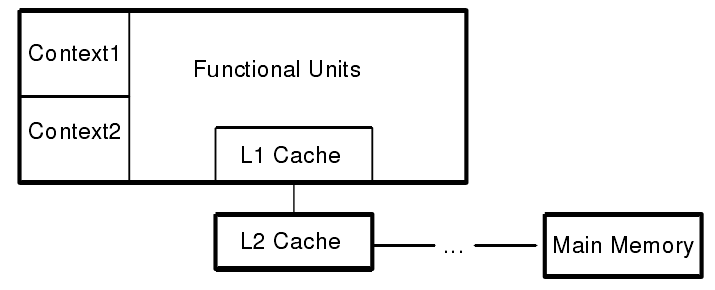 Context1
Functional Units
Context2
L1 Cache
L2 Cache
...
Main Memory